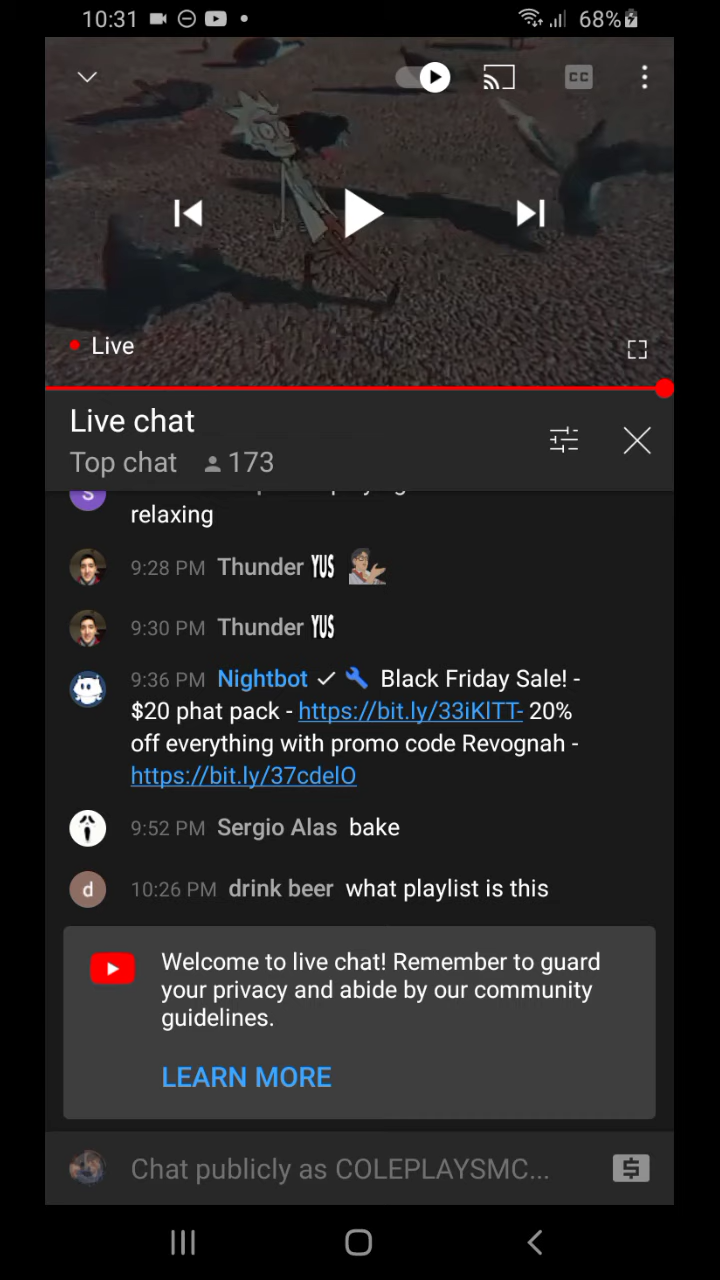 10:31 68%
CC
Live
Live chat
Top chat 173
S
relaxing
9:28 PM Thunder YUS
9:30 PM Thunder YUS
9:36 PM Nightbot Black Friday Sale! -
$20 phat pack - https://bit.ly/33iKlTT- 20%
off everything with promo code Revognah -
https://bit.ly/37cdelO
9:52 PM Sergio Alas bake
d
10:26 PM drink beer what playlist is this
Welcome to live chat! Remember to guard
your privacy and abide by our community
guidelines.
LEARN MORE
Chat publicly as COLEPLAYSMC...
$